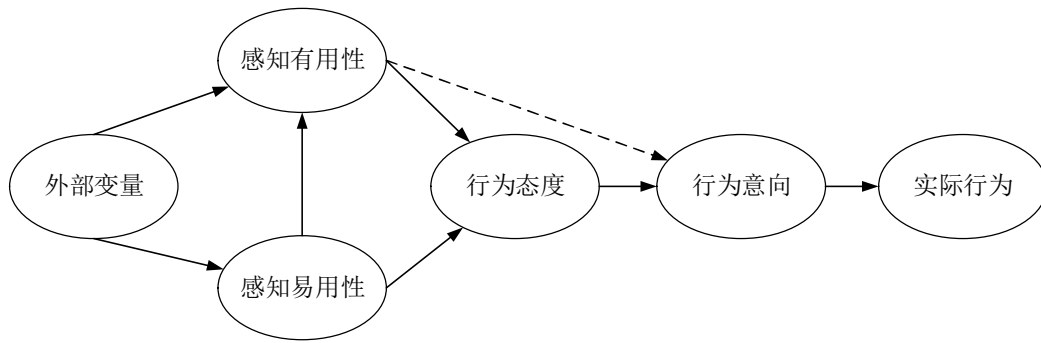 感知有用性
外部变量
行为态度
行为意向
实际行为
感知易用性